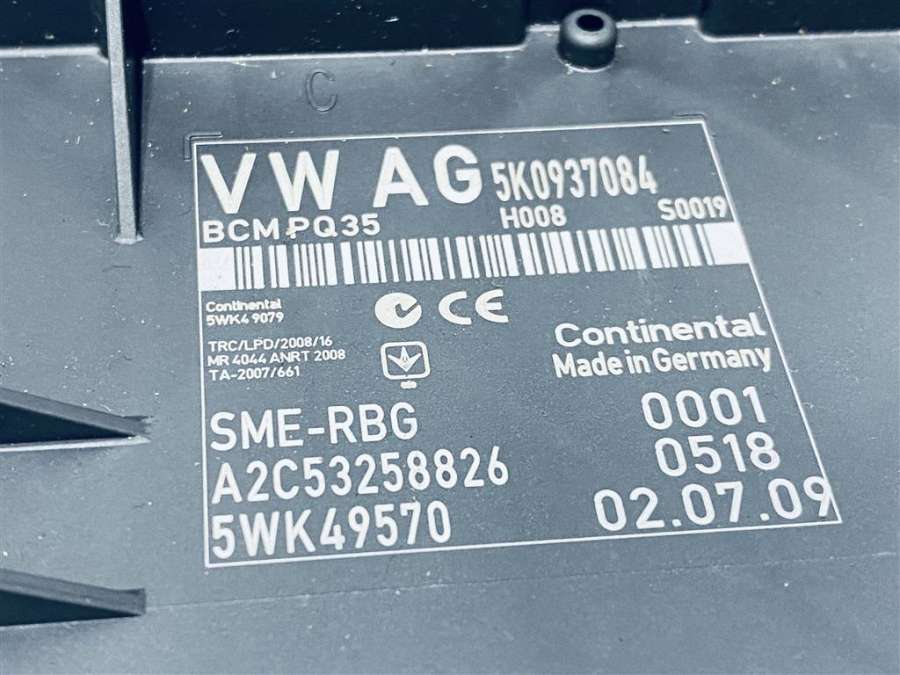 C
VW AG 5K0937084
BCM PQ35 H008 S0019
Continental
5WK4 9079
CE
TRC/LPD/2008/16
MR 4044 ANRT 2008
TA-2007/661
Continental
Made in Germany
SME-RBG 0001
A2C53258826 0518
5WK49570 02.07.09